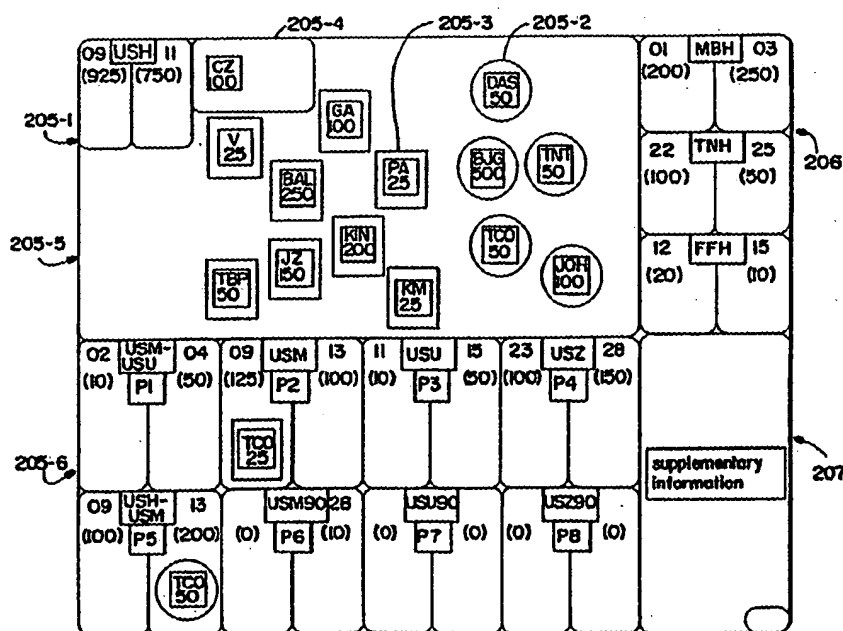 205-4
205-3
205-2
09 USH 11
(925) (750)
CZ
100
GA
100
DAS
50
01 MBH 03
(200) (250)
205-1
V
25
BAL
250
PA
25
BJG
500
TNT
50
22 TNH 25
(100) (50)
206
205-5
TBP
50
JZ
150
KIN
200
KM
25
TCO
50
JOH
100
12 FFH 15
(20) (10)
02 USM-USU 04
(10) P1 (50)
09 USM 13
(125) P2 (100)
11 USU 15
(10) P3 (50)
23 USZ 28
(100) P4 (150)
TCO
25
205-6
supplementary
information
207
09 USH-USM 13
(100) P5 (200)
USM90 28
(0) P6 (10)
USU90
(0) P7 (0)
USZ90
(0) P8 (0)
TCO
50